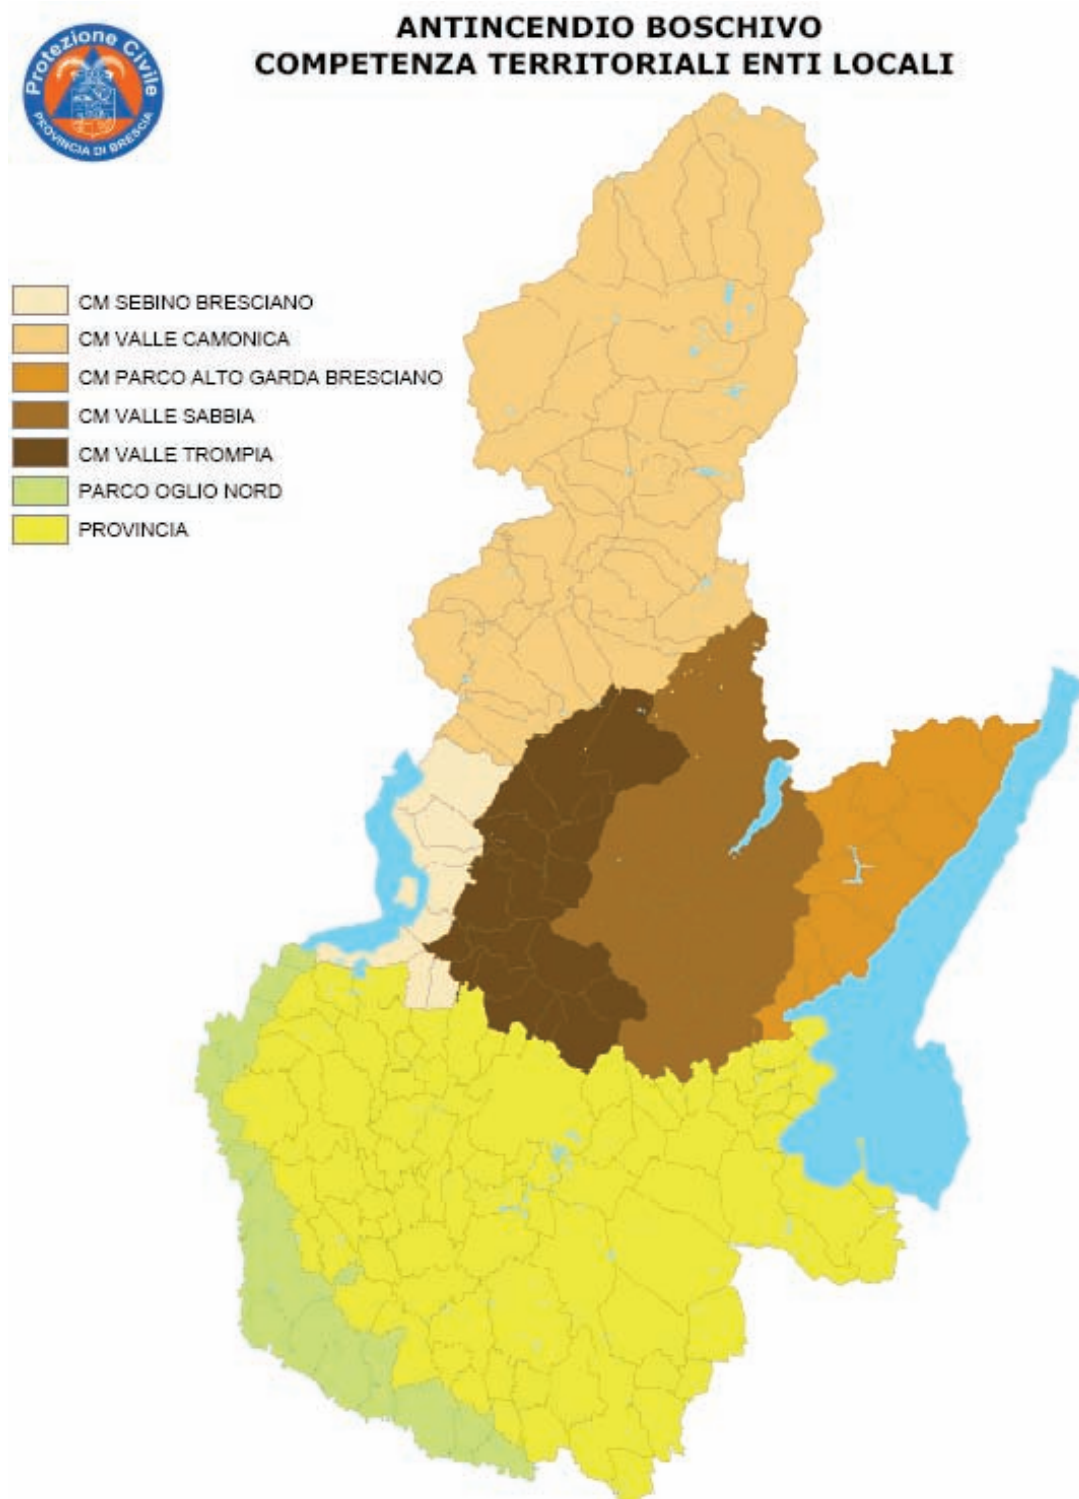 ANTINCENDIO BOSCHIVO
COMPETENZA TERRITORIALI ENTI LOCALI
Protezione Civile
PROVINCIA DI BRESCIA
CM SEBINO BRESCIANO
CM VALLE CAMONICA
CM PARCO ALTO GARDA BRESCIANO
CM VALLE SABBIA
CM VALLE TROMPIA
PARCO OGLIO NORD
PROVINCIA